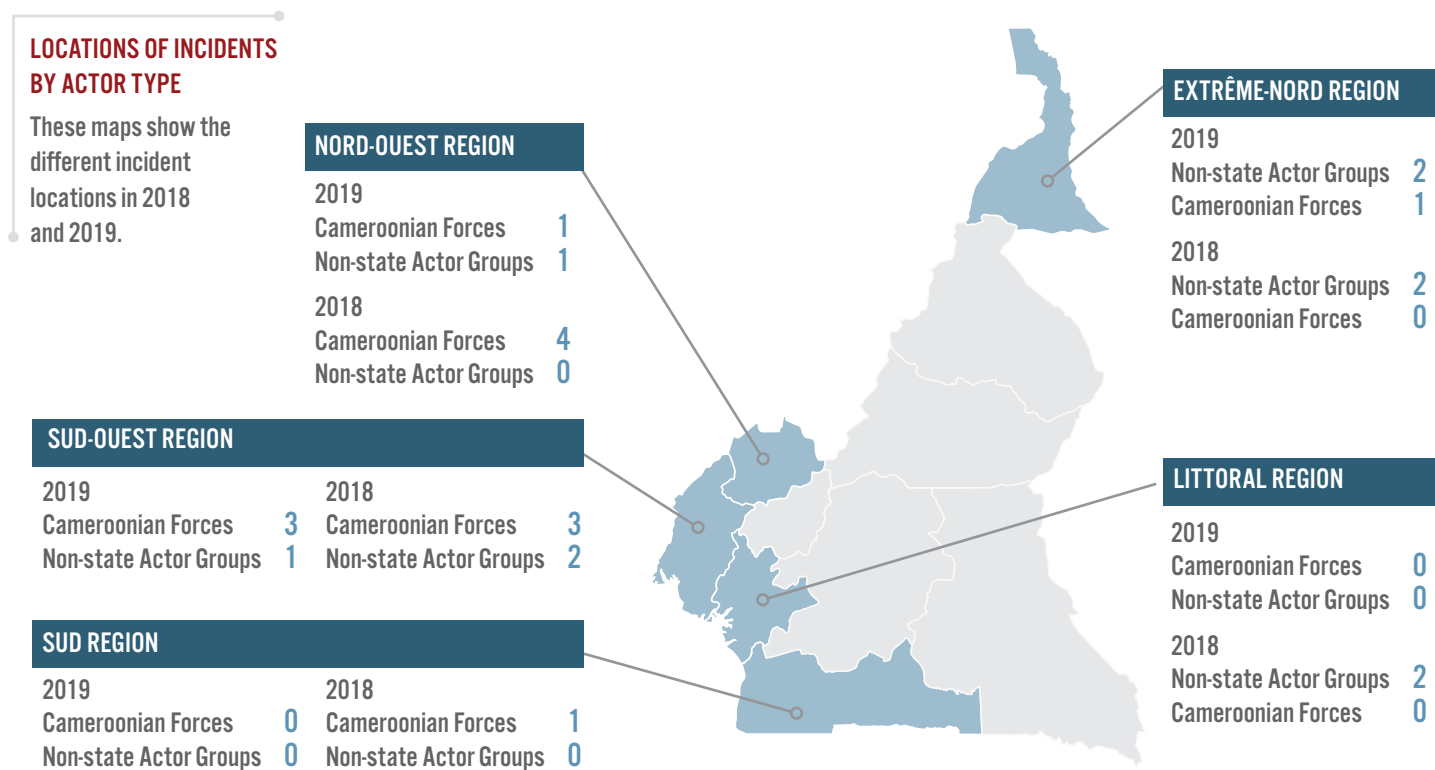 LOCATIONS OF INCIDENTS
BY ACTOR TYPE
These maps show the
different incident
locations in 2018
and 2019.
NORD-OUEST REGION
2019
Cameroonian Forces 1
Non-state Actor Groups 1
2018
Cameroonian Forces 4
Non-state Actor Groups 0
SUD-OUEST REGION
2019
Cameroonian Forces 3
Non-state Actor Groups 1
2018
Cameroonian Forces 3
Non-state Actor Groups 2
SUD REGION
2019
Cameroonian Forces 0
Non-state Actor Groups 0
2018
Cameroonian Forces 1
Non-state Actor Groups 0
EXTRÊME-NORD REGION
2019
Non-state Actor Groups 2
Cameroonian Forces 1
2018
Non-state Actor Groups 2
Cameroonian Forces 0
LITTORAL REGION
2019
Cameroonian Forces 0
Non-state Actor Groups 0
2018
Non-state Actor Groups 2
Cameroonian Forces 0